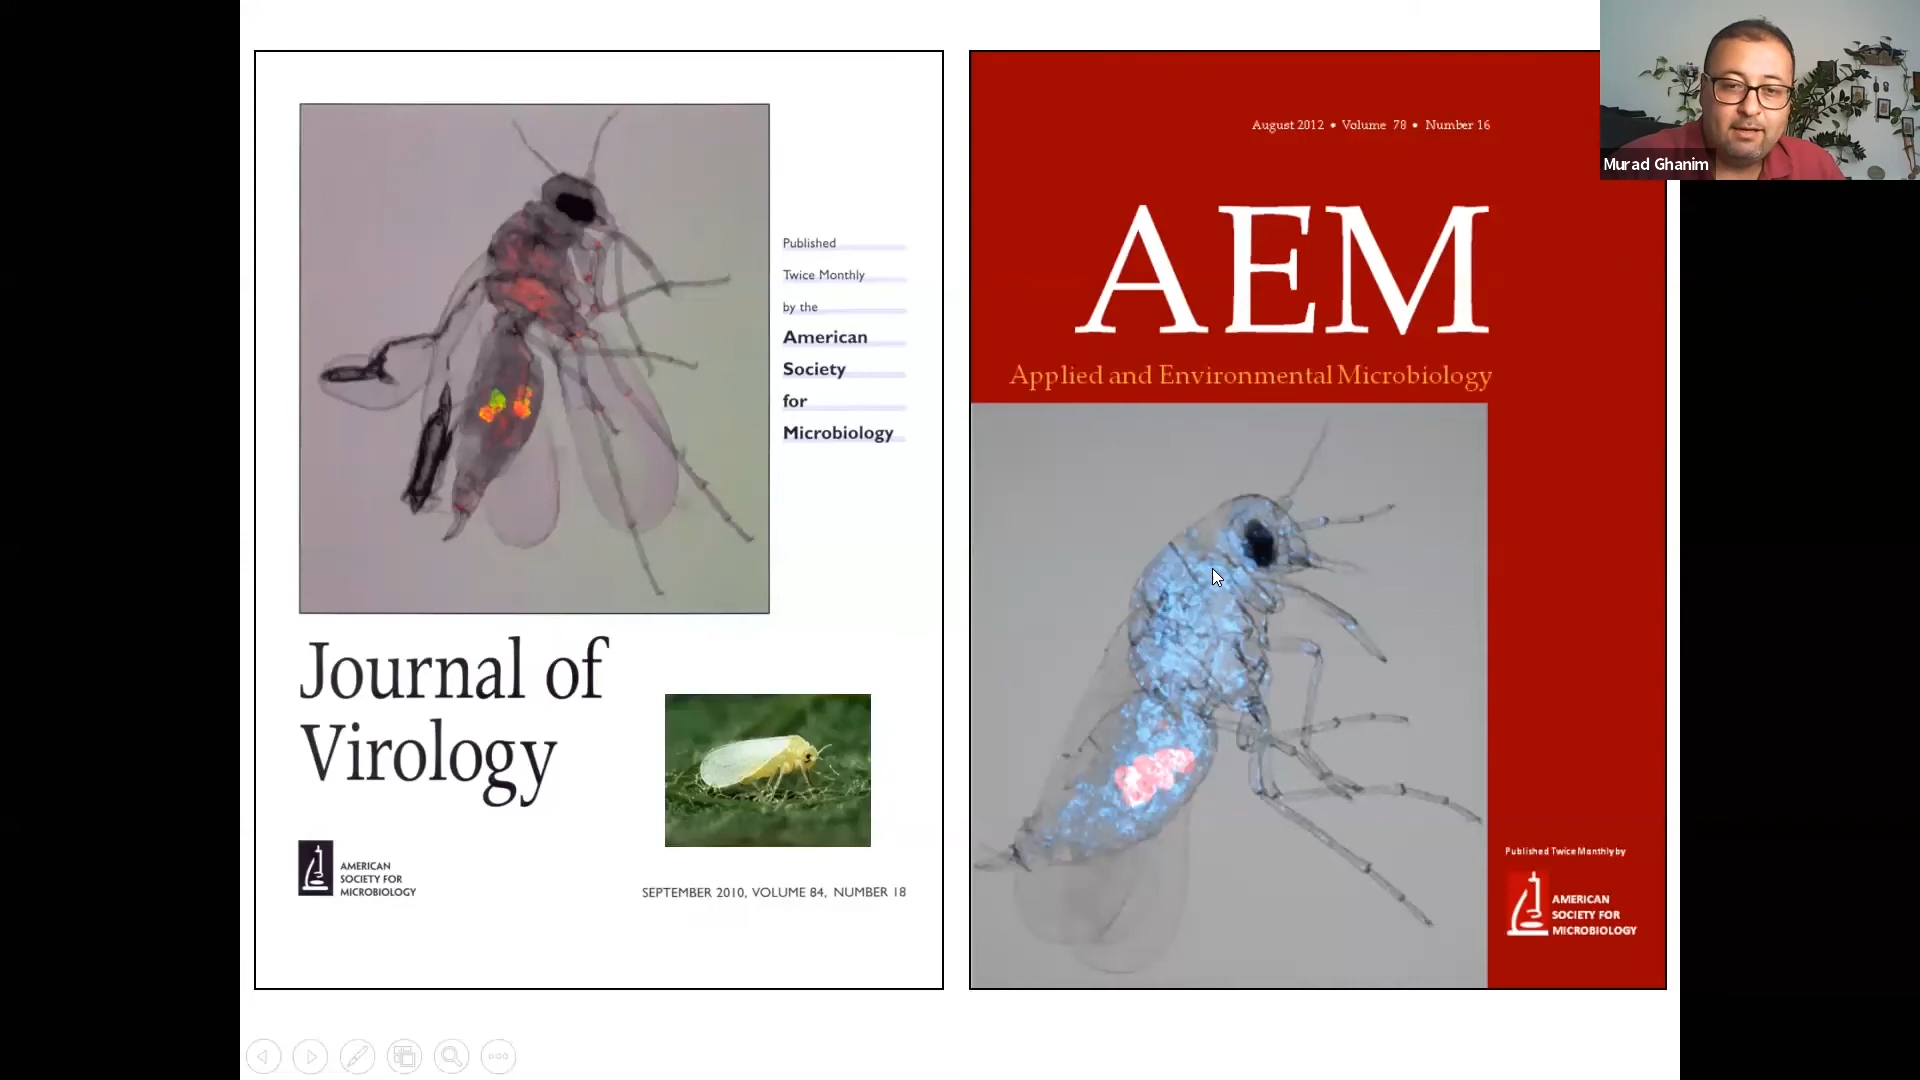 Published
Twice Monthly
by the
American
Society
for
Microbiology
Journal of
Virology
AMERICAN
SOCIETY FOR
MICROBIOLOGY
SEPTEMBER 2010, VOLUME 84, NUMBER 18
August 2012 • Volume 78 • Number 16
AEM
Applied and Environmental Microbiology
Published Twice Monthly by
AMERICAN
SOCIETY FOR
MICROBIOLOGY
Murad Ghanim